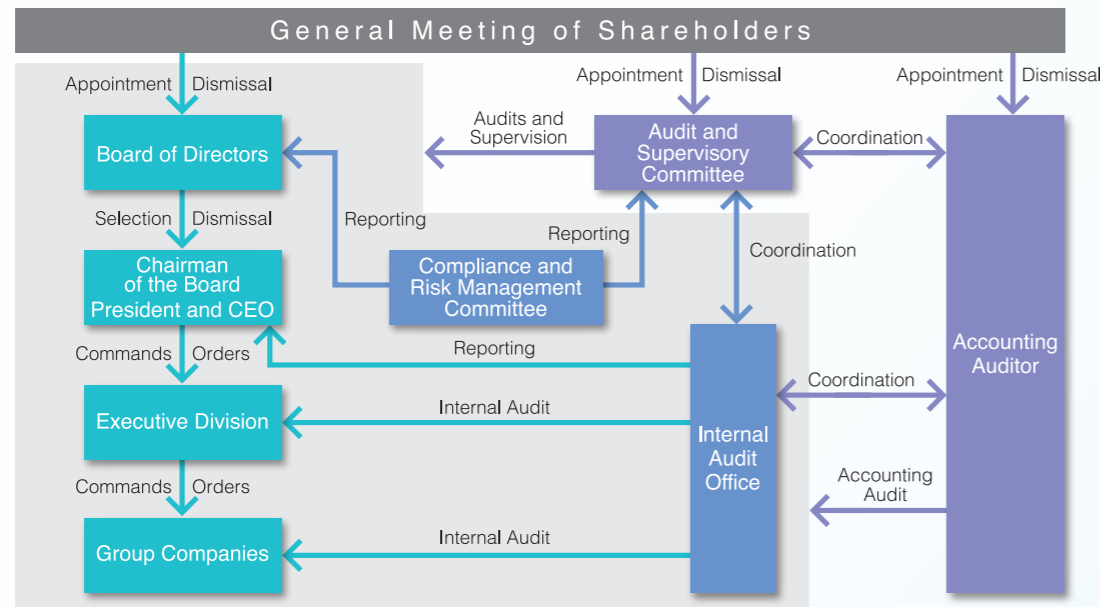 General Meeting of Shareholders
Appointment Dismissal
Appointment Dismissal
Appointment Dismissal
Board of Directors
Audits and
Supervision
Audit and
Supervisory
Committee
Coordination
Accounting
Auditor
Selection Dismissal
Reporting
Reporting
Coordination
Chairman
of the Board
President and CEO
Compliance and
Risk Management
Committee
Commands Orders
Reporting
Executive Division
Internal Audit
Internal
Audit
Office
Coordination
Commands Orders
Accounting
Audit
Group Companies
Internal Audit